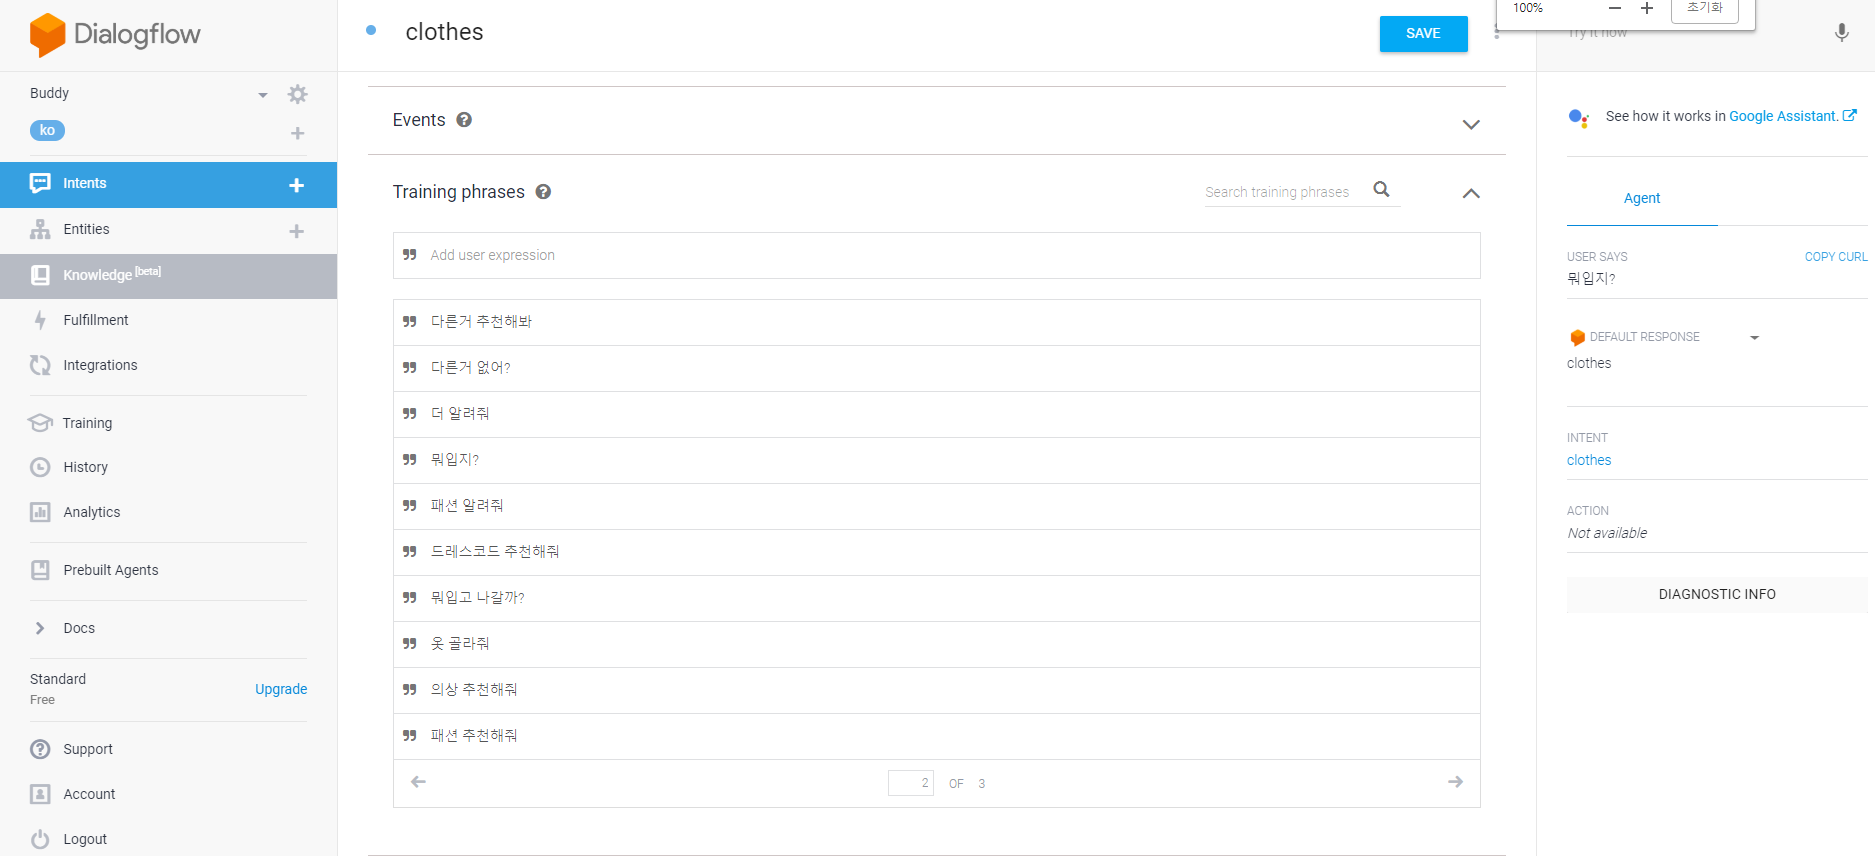 Dialogflow
clothes
SAVE
100%
초기화
Try it now
Buddy
ko
Intents
Entities
Knowledge [beta]
Fulfillment
Integrations
Training
History
Analytics
Prebuilt Agents
Docs
Standard
Free
Upgrade
Support
Account
Logout
Events
Training phrases
Search training phrases
Add user expression
다른거 추천해봐
다른거 없어?
더 알려줘
뭐입지?
패션 알려줘
드레스코드 추천해줘
뭐입고 나갈까?
옷 골라줘
의상 추천해줘
패션 추천해줘
2 OF 3
See how it works in Google Assistant.
Agent
USER SAYS COPY CURL
뭐입지?
DEFAULT RESPONSE
clothes
INTENT
clothes
ACTION
Not available
DIAGNOSTIC INFO